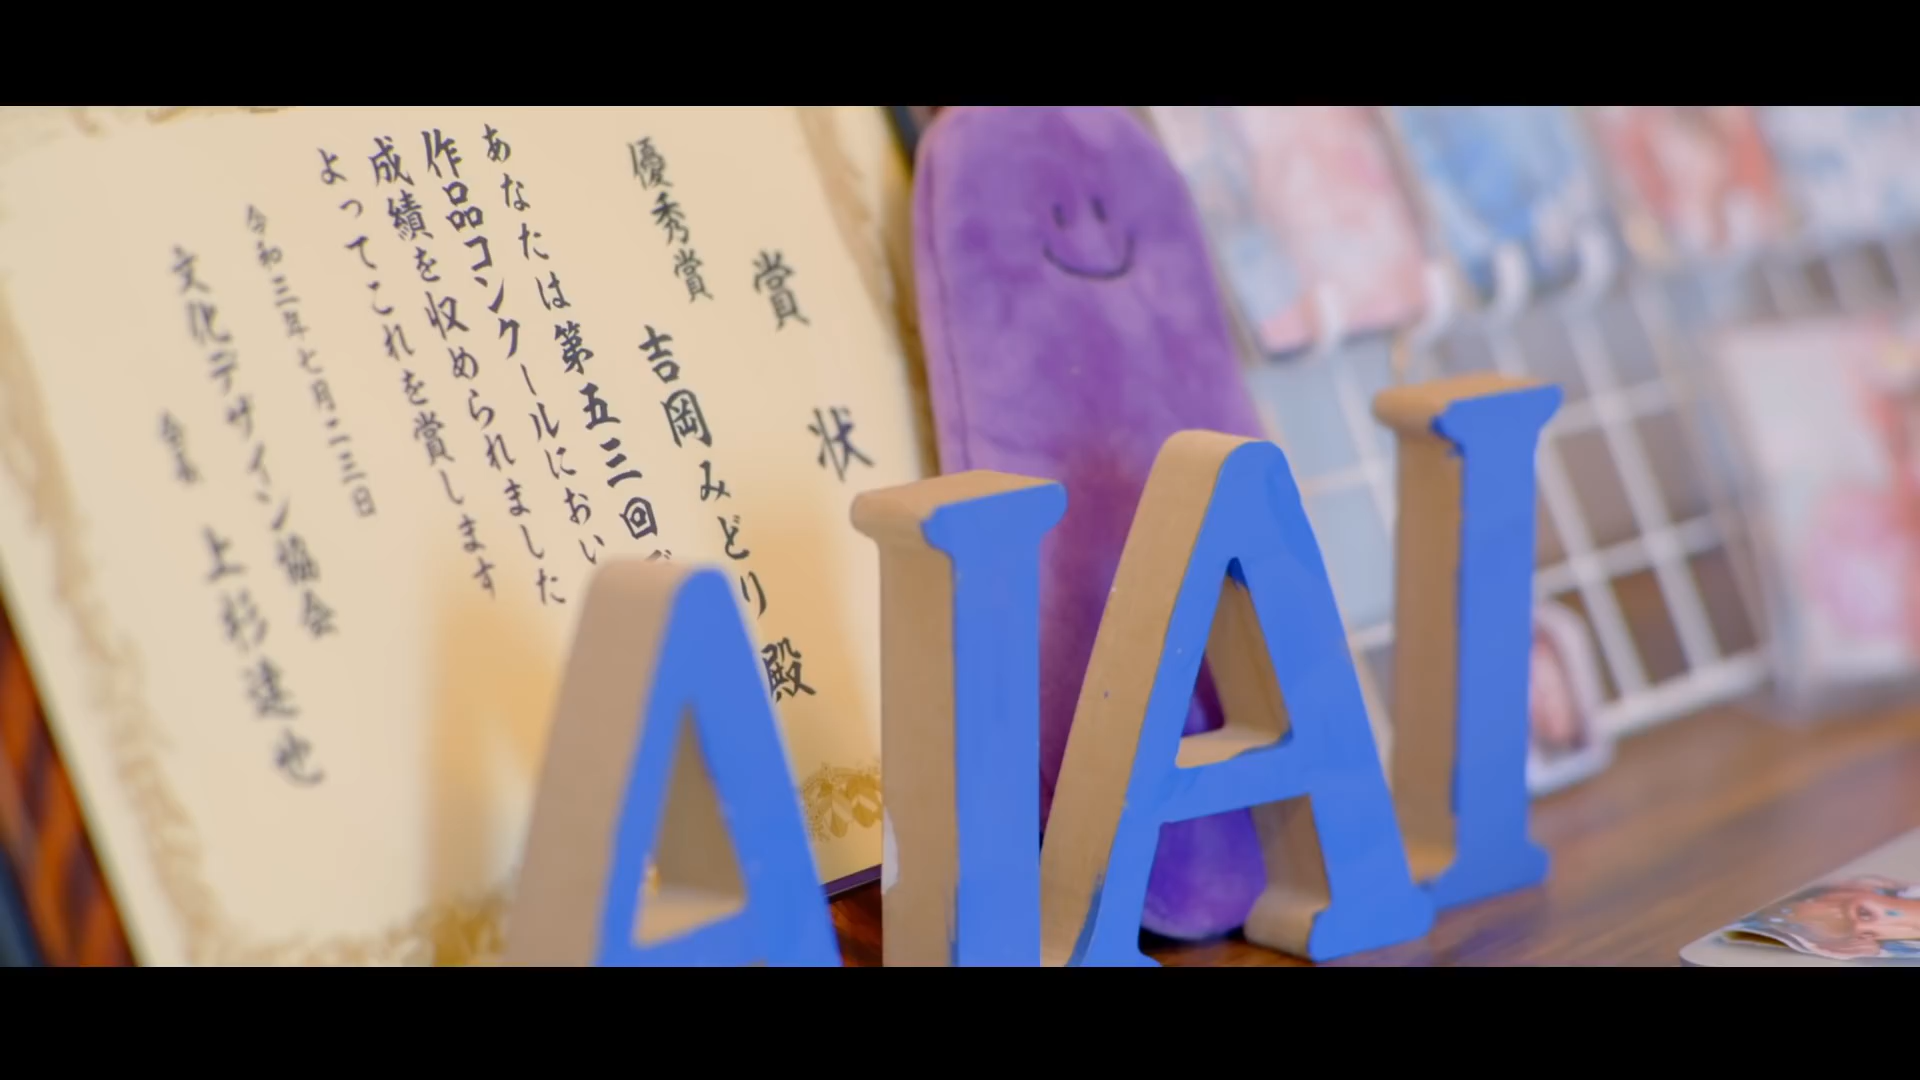 賞状
優秀賞
吉岡みどり殿
あなたは第五三回
作品コンクールにおい
成績を収められました
よってこれを賞します
令和三年七月二三日
文化デザイン協会
会長
上杉達也
AIAI